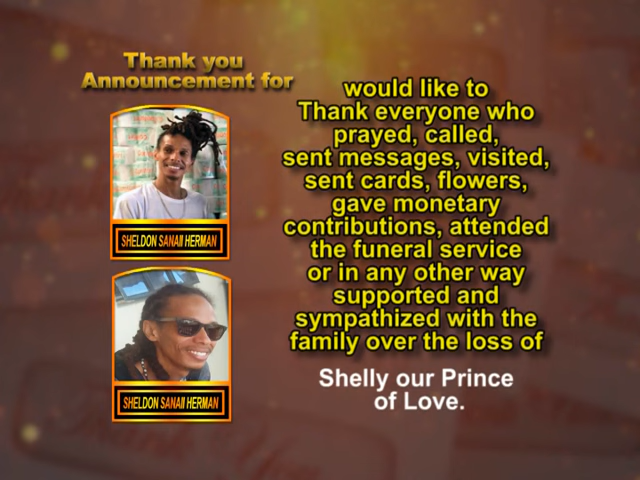 Thank you
Announcement for
SHELDON SANAII HERMAN
SHELDON SANAII HERMAN
would like to
Thank everyone who
prayed, called,
sent messages, visited,
sent cards, flowers,
gave monetary
contributions, attended
the funeral service
or in any other way
supported and
sympathized with the
family over the loss of
Shelly our Prince
of Love.